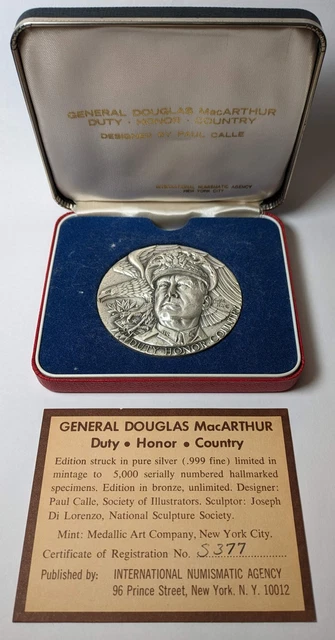 GENERAL DOUGLAS MacARTHUR
DUTY · HONOR · COUNTRY
DESIGNED BY PAUL CALLE
INTERNATIONAL NUMISMATIC AGENCY
NEW YORK CITY
DUTY HONOR COUNTRY
GENERAL DOUGLAS MacARTHUR
Duty • Honor • Country
Edition struck in pure silver (.999 fine) limited in
mintage to 5,000 serially numbered hallmarked
specimens. Edition in bronze, unlimited. Designer:
Paul Calle, Society of Illustrators. Sculptor: Joseph
Di Lorenzo, National Sculpture Society.
Mint: Medallic Art Company, New York City.
Certificate of Registration No. S377
Published by: INTERNATIONAL NUMISMATIC AGENCY
96 Prince Street, New York. N. Y. 10012